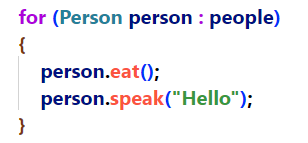 for (Person person : people)
{
person.eat();
person.speak("Hello");
}